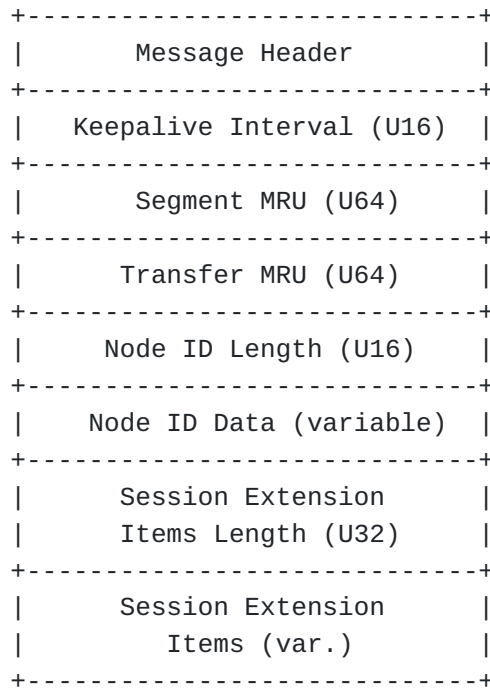 Message Header
Keepalive Interval (U16)
Segment MRU (U64)
Transfer MRU (U64)
Node ID Length (U16)
Node ID Data (variable)
Session Extension
Items Length (U32)
Session Extension
Items (var.)